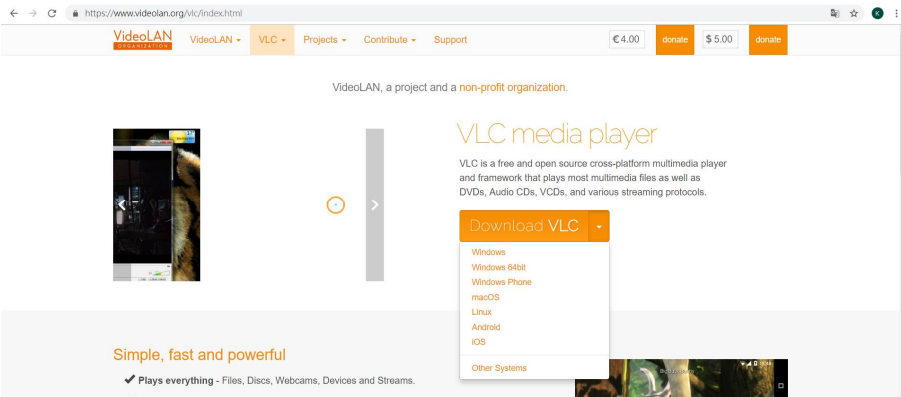 https://www.videolan.org/vlc/index.html
K
VideoLAN
ORGANIZATION
VideoLAN VLC Projects Contribute Support € 4.00 donate $ 5.00 donate
VideoLAN, a project and a non-profit organization.
VLC media player
VLC is a free and open source cross-platform multimedia player
and framework that plays most multimedia files as well as
DVDs, Audio CDs, VCDs, and various streaming protocols.
Download VLC
Windows
Windows 64bit
Windows Phone
macOS
Linux
Android
iOS
Other Systems
Simple, fast and powerful
✔ Plays everything - Files, Discs, Webcams, Devices and Streams.